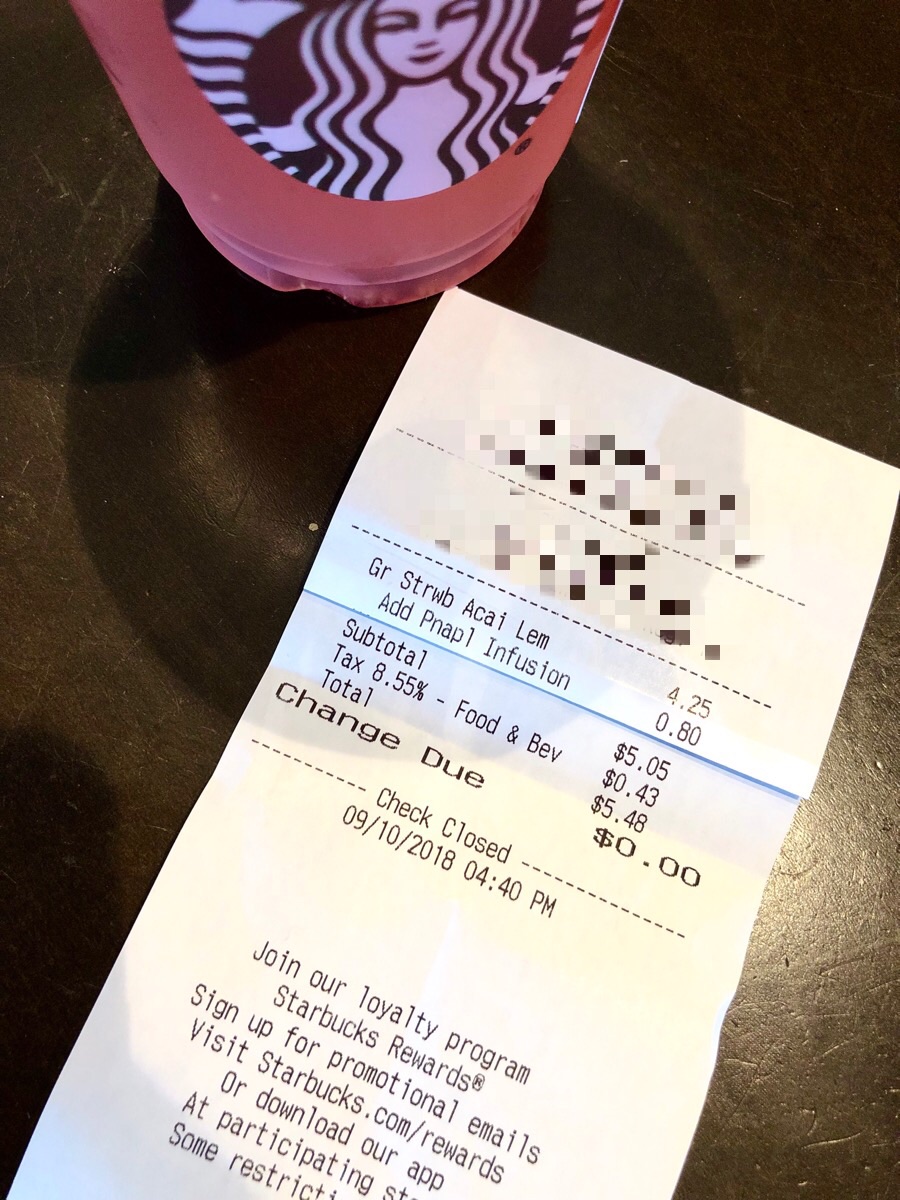 Gr Strwb Acai Lem 4.25
Add Pnapl Infusion 0.80
Subtotal $5.05
Tax 8.55% - Food & Bev $0.43
Total $5.48
Change Due $0.00
---------- Check Closed ----------
09/10/2018 04:40 PM
Join our loyalty program
Starbucks Rewards®
Sign up for promotional emails
Visit Starbucks.com/rewards
Or download our app
At participating
Some
®